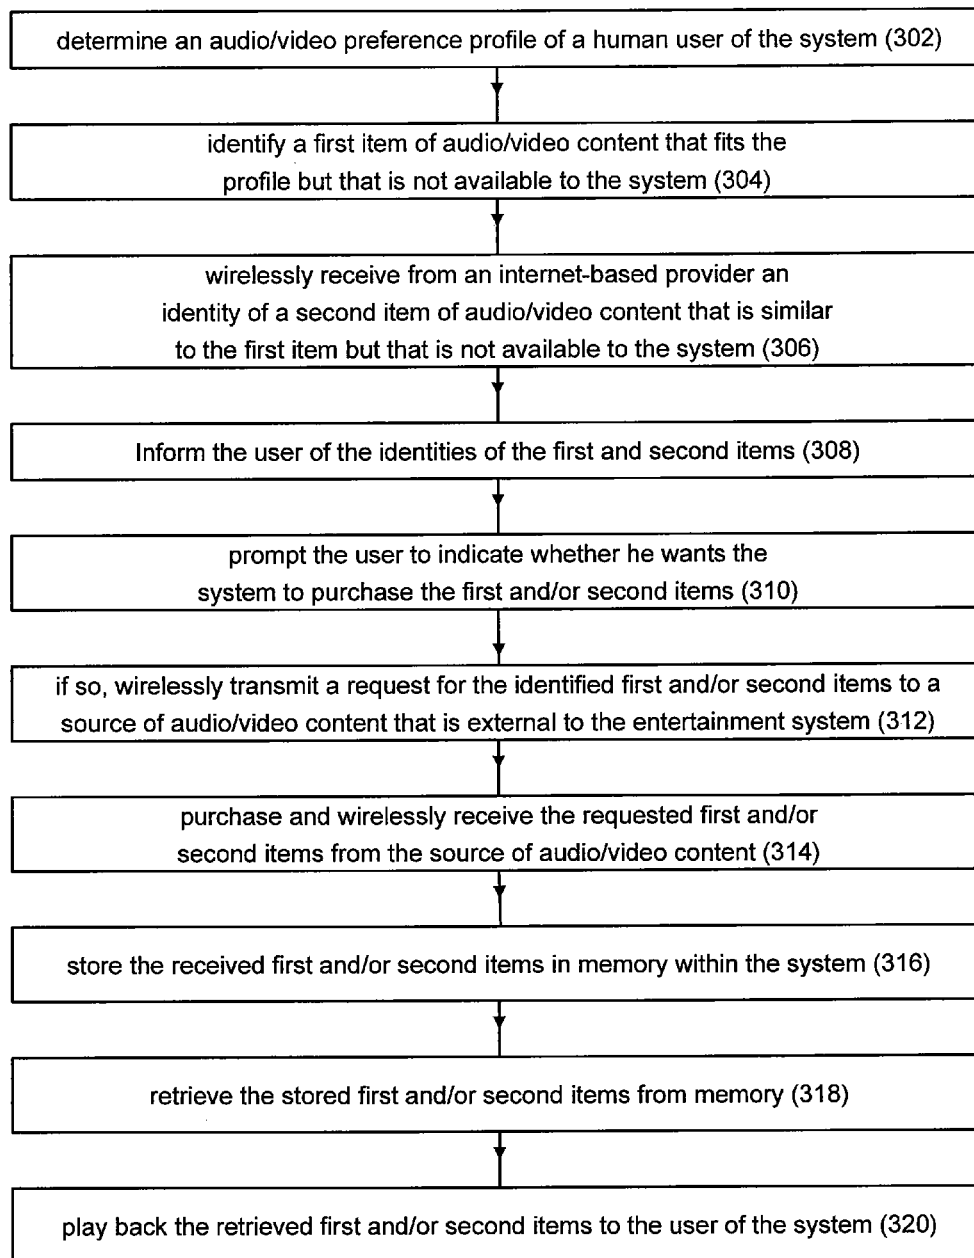 determine an audio/video preference profile of a human user of the system (302)
identify a first item of audio/video content that fits the
profile but that is not available to the system (304)
wirelessly receive from an internet-based provider an
identity of a second item of audio/video content that is similar
to the first item but that is not available to the system (306)
Inform the user of the identities of the first and second items (308)
prompt the user to indicate whether he wants the
system to purchase the first and/or second items (310)
if so, wirelessly transmit a request for the identified first and/or second items to a
source of audio/video content that is external to the entertainment system (312)
purchase and wirelessly receive the requested first and/or
second items from the source of audio/video content (314)
store the received first and/or second items in memory within the system (316)
retrieve the stored first and/or second items from memory (318)
play back the retrieved first and/or second items to the user of the system (320)